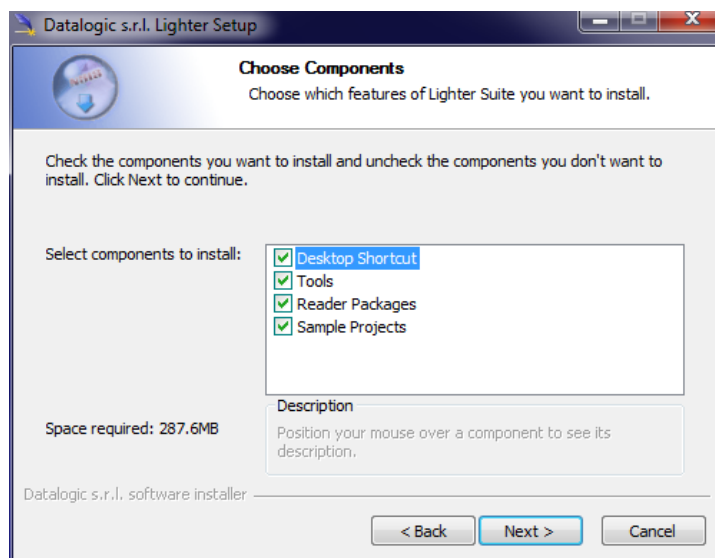 Datalogic s.r.l. Lighter Setup
Choose Components
Choose which features of Lighter Suite you want to install.
Check the components you want to install and uncheck the components you don't want to
install. Click Next to continue.
Select components to install:
Desktop Shortcut
Tools
Reader Packages
Sample Projects
Space required: 287.6MB
Description
Position your mouse over a component to see its
description.
Datalogic s.r.l. software installer
< Back
Next >
Cancel